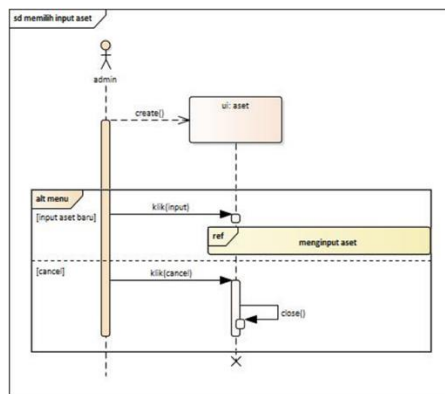 sd memilih input aset
admin
create()
ui: aset
alt menu
[input aset baru]
klik(input)
ref
menginput aset
[cancel]
klik(cancel)
close()